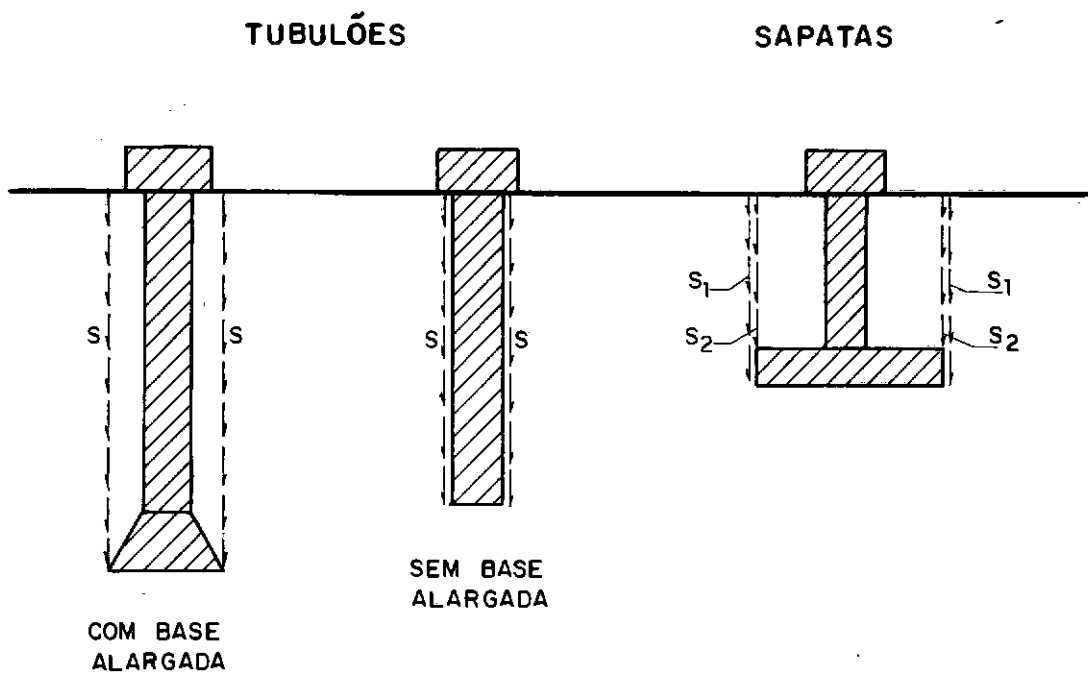 TUBULÕES
SAPATAS
S
S
S
S
S1
S1
S2
S2
SEM BASE
ALARGADA
COM BASE
ALARGADA